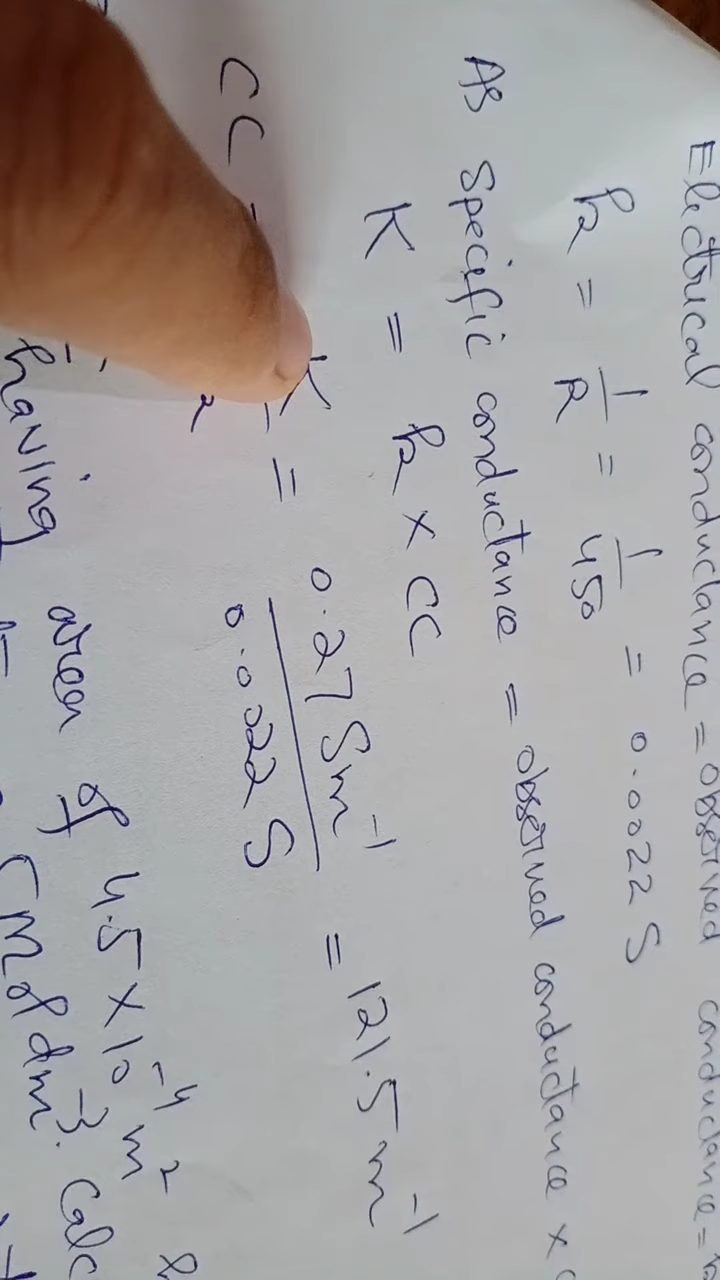 Electrical conductance = observed conductance =
k = 1/R = 1/450 = 0.0022 S
As Specific conductance = observed conductance ×
K = k × CC
CC = K/k = 0.27 Sm⁻¹/0.0022 S = 121.5 m⁻¹
having area of 4.5 × 10⁻⁴ m² &
Mol dm⁻³. Calc